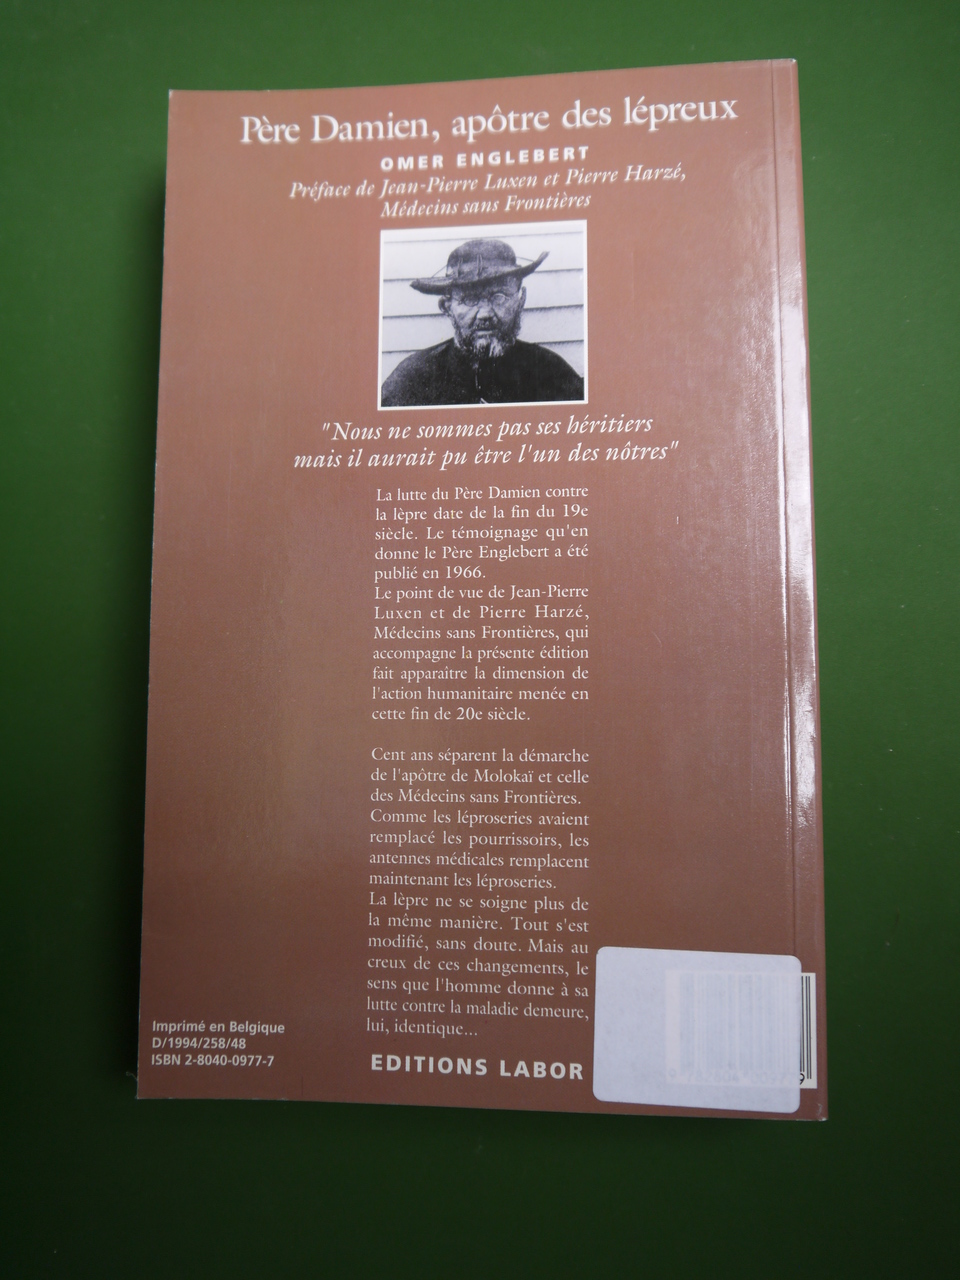 Père Damien, apôtre des lépreux
OMER ENGLEBERT
Préface de Jean-Pierre Luxen et Pierre Harzé,
Médecins sans Frontières
"Nous ne sommes pas ses héritiers
mais il aurait pu être l'un des nôtres"
La lutte du Père Damien contre
la lèpre date de la fin du 19e
siècle. Le témoignage qu'en
donne le Père Englebert a été
publié en 1966.
Le point de vue de Jean-Pierre
Luxen et de Pierre Harzé,
Médecins sans Frontières, qui
accompagne la présente édition
fait apparaître la dimension de
l'action humanitaire menée en
cette fin de 20e siècle.
Cent ans séparent la démarche
de l'apôtre de Molokaï et celle
des Médecins sans Frontières.
Comme les léproseries avaient
remplacé les pourrissoirs, les
antennes médicales remplacent
maintenant les léproseries.
La lèpre ne se soigne plus de
la même manière. Tout s'est
modifié, sans doute. Mais au
creux de ces changements, le
sens que l'homme donne à sa
lutte contre la maladie demeure,
lui, identique...
Imprimé en Belgique
D/1994/258/48
ISBN 2-8040-0977-7
EDITIONS LABOR